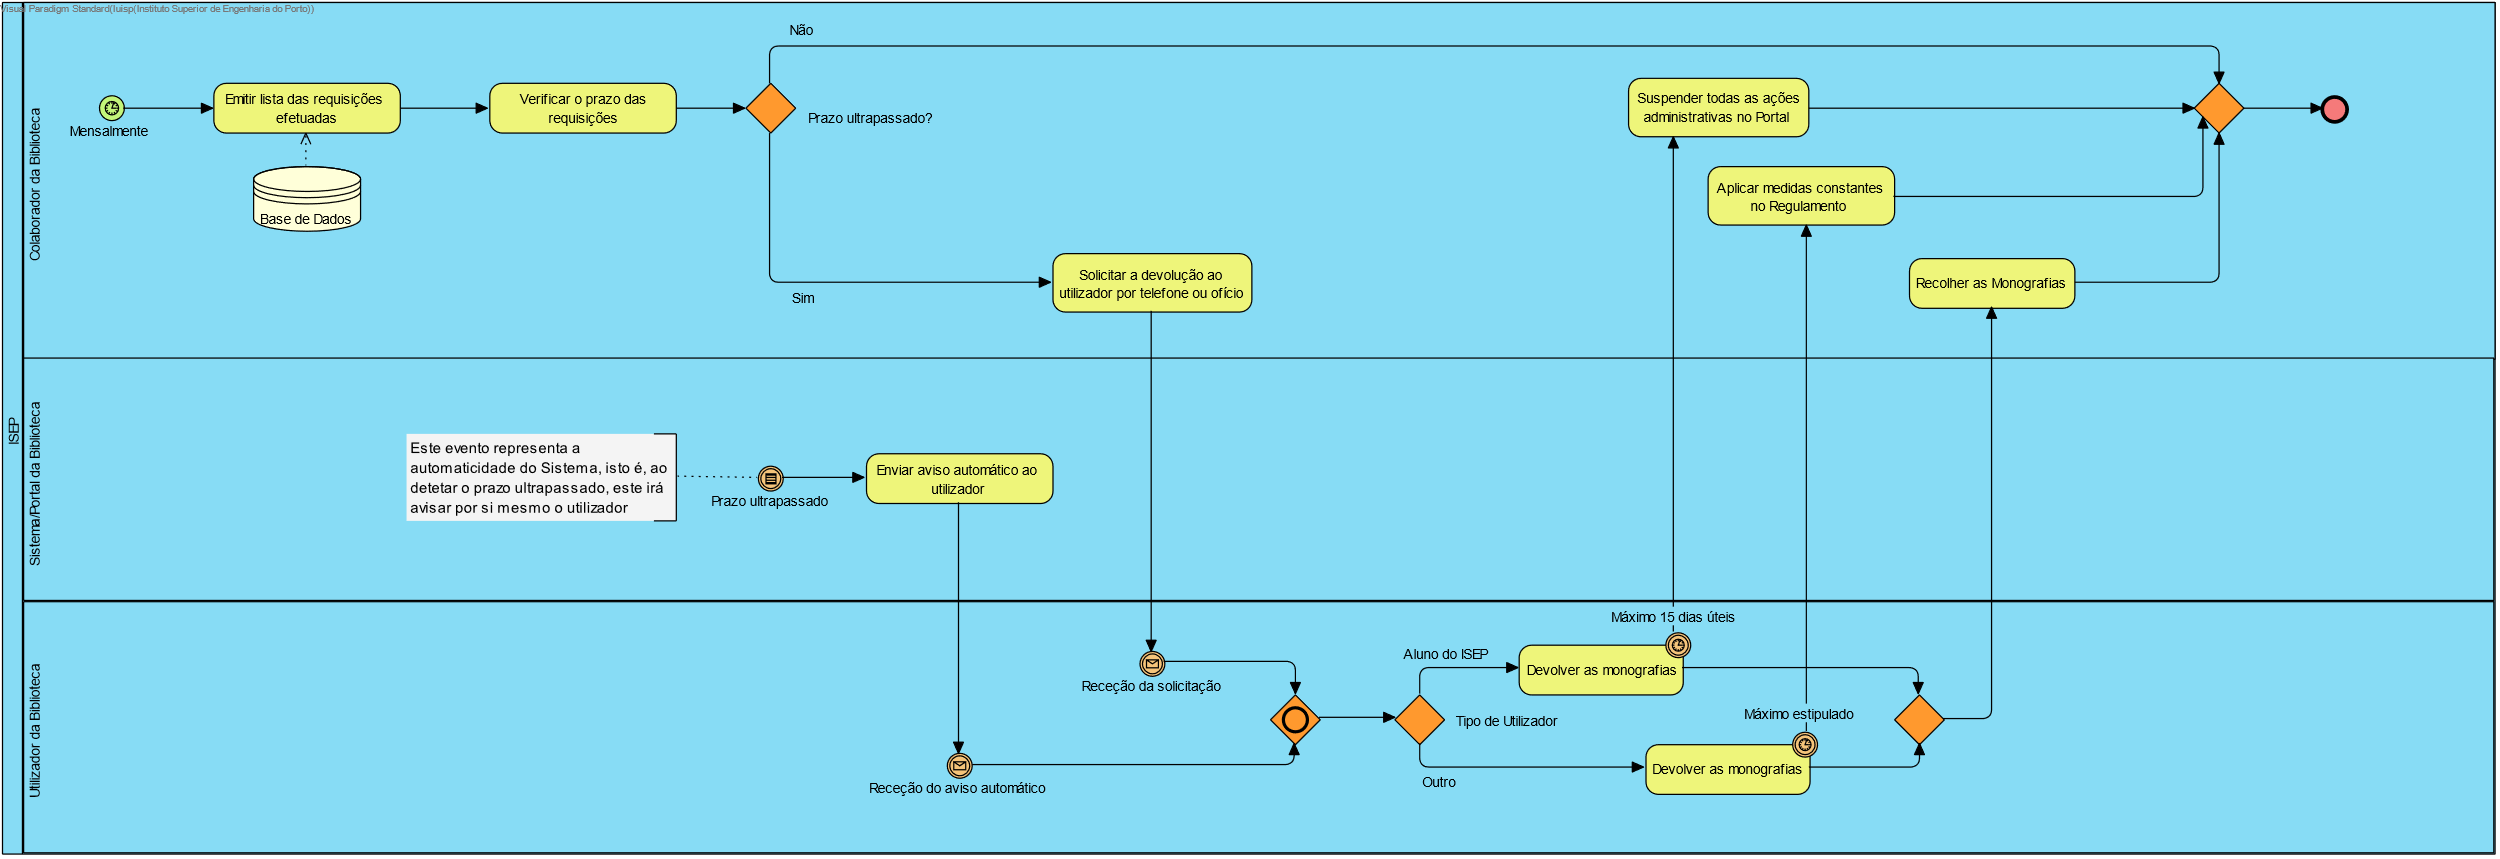 Visual Paradigm Standard(luisp(Instituto Superior de Engenharia do Porto))
ISEP
Colaborador da Biblioteca
Não
Mensalmente
Emitir lista das requisições
efetuadas
Base de Dados
Verificar o prazo das
requisições
Prazo ultrapassado?
Sim
Solicitar a devolução ao
utilizador por telefone ou ofício
Suspender todas as ações
administrativas no Portal
Aplicar medidas constantes
no Regulamento
Recolher as Monografias
Sistema/Portal da Biblioteca
Este evento representa a
automaticidade do Sistema, isto é, ao
detetar o prazo ultrapassado, este irá
avisar por si mesmo o utilizador
Prazo ultrapassado
Enviar aviso automático ao
utilizador
Utilizador da Biblioteca
Receção da solicitação
Receção do aviso automático
Aluno do ISEP
Tipo de Utilizador
Outro
Máximo 15 dias úteis
Devolver as monografias
Máximo estipulado
Devolver as monografias